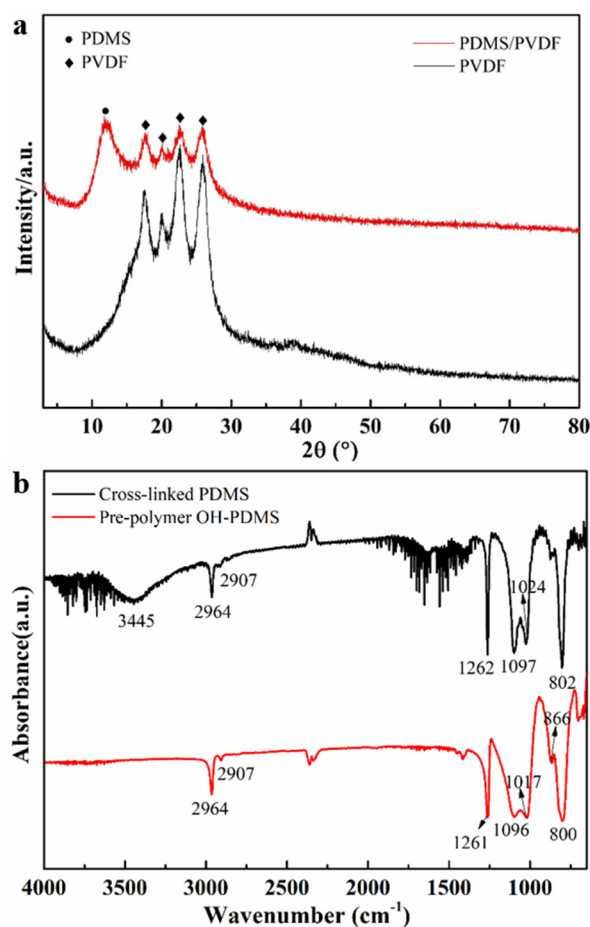 a
● PDMS
◆ PVDF
PDMS/PVDF
PVDF
Intensity/a.u.
10 20 30 40 50 60 70 80
2θ (°)
b
Cross-linked PDMS
Pre-polymer OH-PDMS
2907
1024
3445
2964
1262
1097
802
866
2907
1017
2964
1261
1096
800
Absorbance(a.u.)
4000 3500 3000 2500 2000 1500 1000
Wavenumber (cm⁻¹)